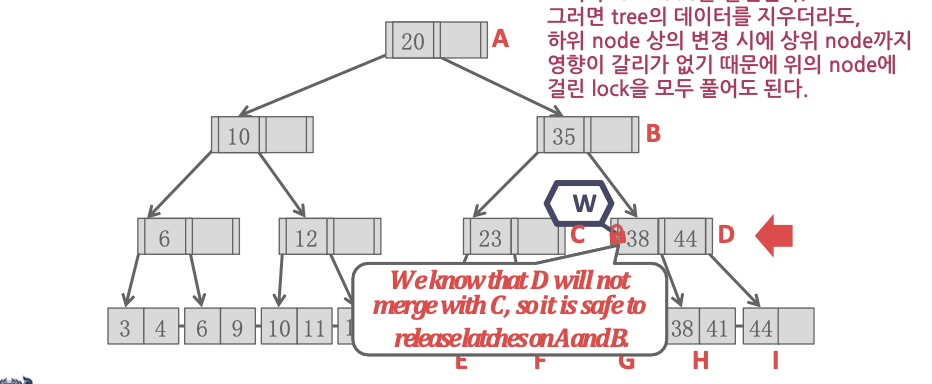 그러면 tree의 데이터를 지우더라도,
하위 node 상의 변경 시에 상위 node까지
영향이 갈리가 없기 때문에 위의 node에
걸린 lock을 모두 풀어도 된다.
20 A
10
35 B
W
6
12
23 C
38 44 D
We know that D will not
merge with C, so it is safe to
release latches on A and B.
3 4 6 9 10 11 38 41 44
E F G H I